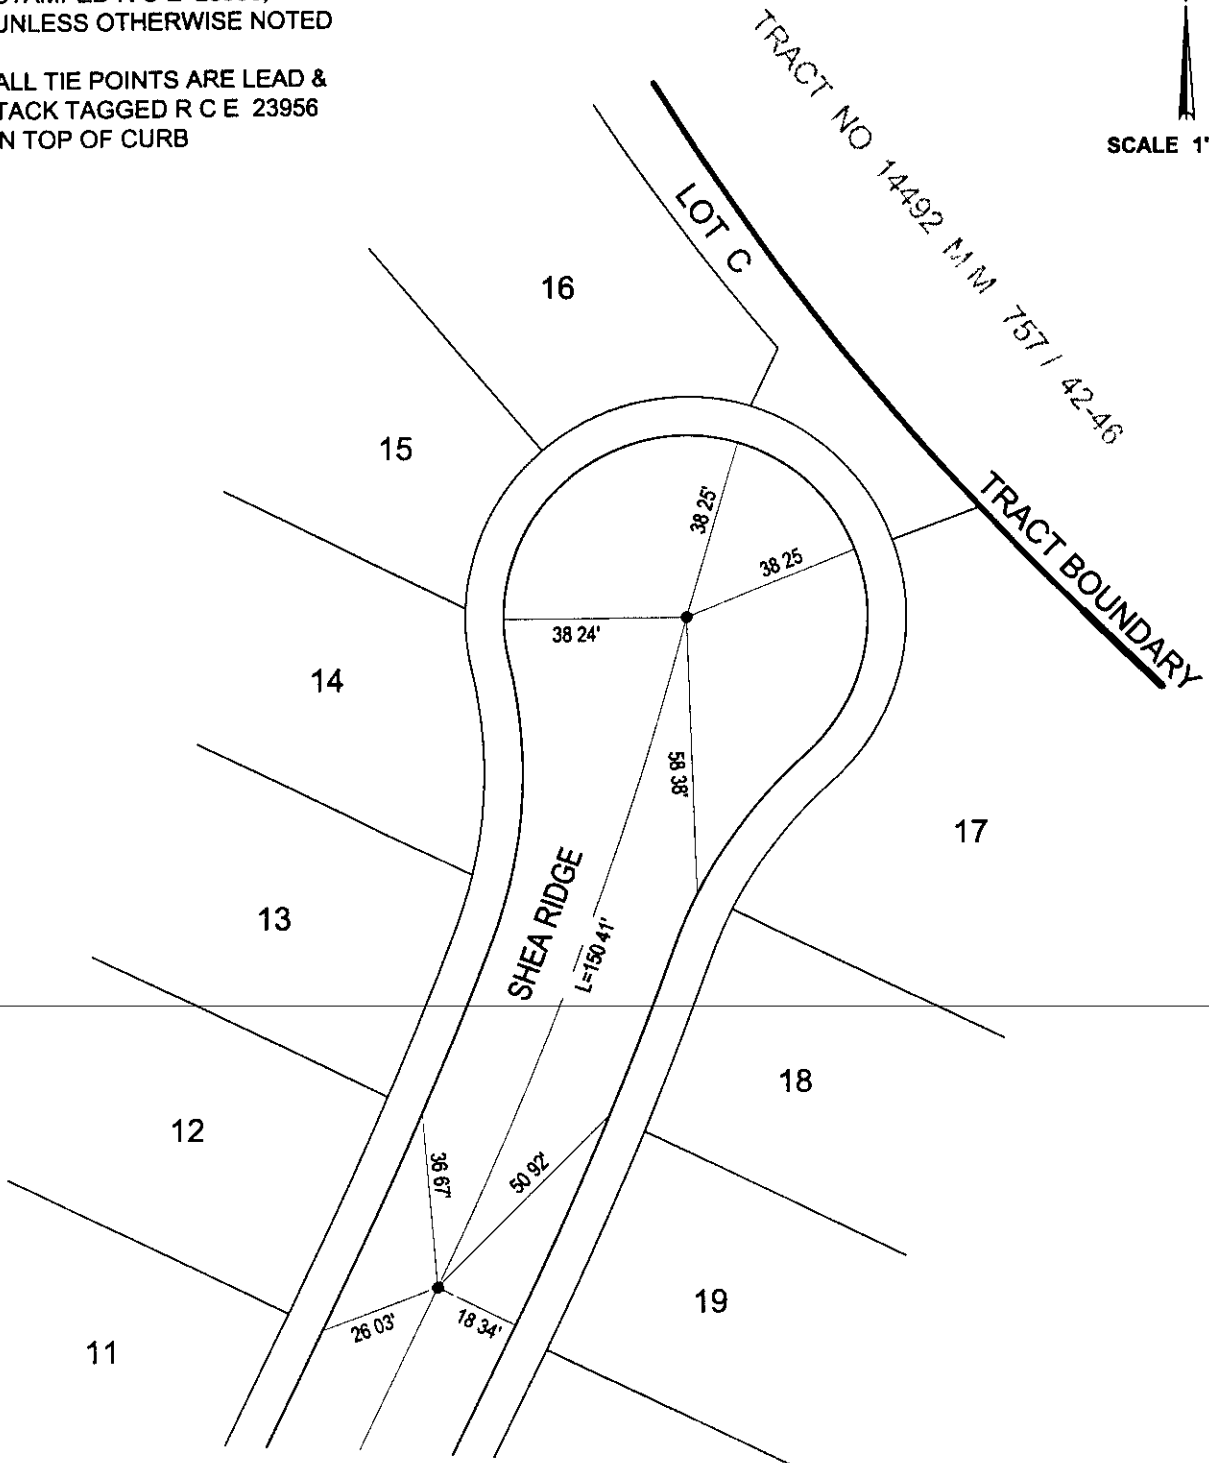 UNLESS OTHERWISE NOTED
ALL TIE POINTS ARE LEAD &
TACK TAGGED R C E 23956
N TOP OF CURB
SCALE 1"
TRACT NO 14492 M M 757 / 42-46
LOT C
TRACT BOUNDARY
16
15
38 25'
38 25
38 24'
14
58 38'
17
13
SHEA RIDGE
L=150 41'
18
12
36 67'
50 92'
19
26 03'
18 34'
11